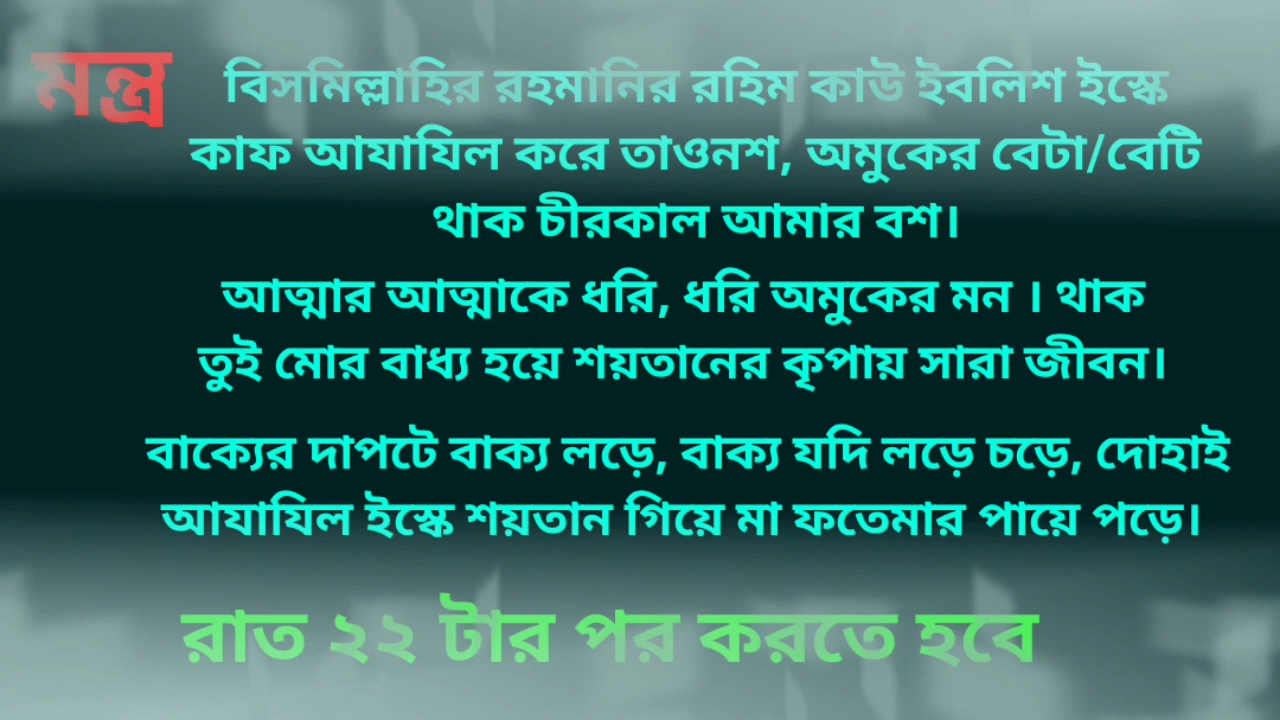 মন্ত্র
বিসমিল্লাহির রহমানির রহিম কাউ ইবলিশ ইস্কে
কাফ আযাযিল করে তাওনশ, অমুকের বেটা/বেটি
থাক চীরকাল আমার বশ।
আত্মার আত্মাকে ধরি, ধরি অমুকের মন । থাক
তুই মোর বাধ্য হয়ে শয়তানের কৃপায় সারা জীবন।
বাক্যের দাপটে বাক্য লড়ে, বাক্য যদি লড়ে চড়ে, দোহাই
আযাযিল ইস্কে শয়তান গিয়ে মা ফতেমার পায়ে পড়ে।
রাত ২২ টার পর করতে হবে